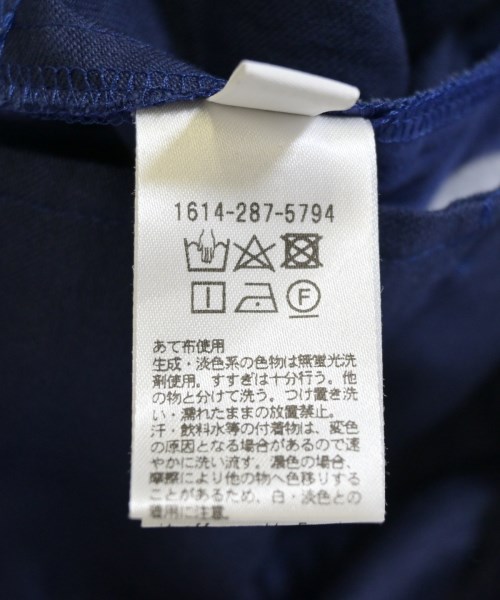 1614-287-5794
F
あて布使用
生成・淡色系の色物は無蛍光洗
剤使用。すすぎは十分行う。他
の物と分けて洗う。つけ置き洗
い・濡れたままの放置禁止。
汗・飲料水等の付着物は、変色
の原因となる場合があるので速
やかに洗い流す。濃色の場合、
摩擦により他の物へ色移りする
ことがあるため、白・淡色との
着用に注意。